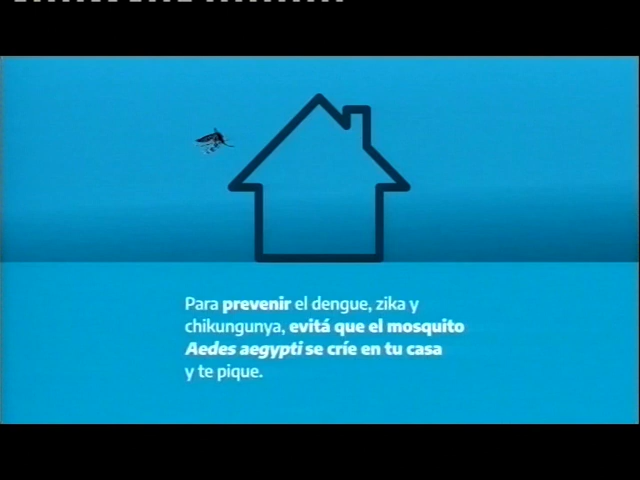 Para prevenir el dengue, zika y
chikungunya, evitá que el mosquito
Aedes aegypti se críe en tu casa
y te pique.